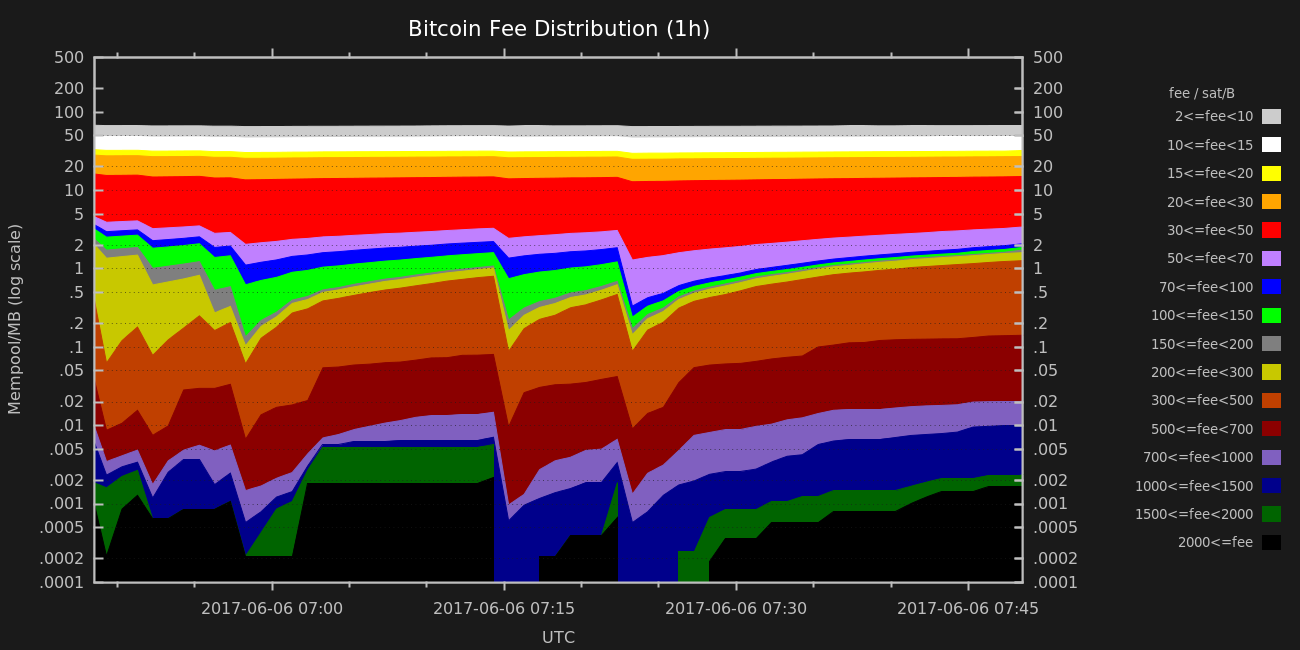 Bitcoin Fee Distribution (1h)
500 500
200 200
100 100
50 50
20 20
10 10
5 5
2 2
1 1
.5 .5
.2 .2
.1 .1
.05 .05
.02 .02
.01 .01
.005 .005
.002 .002
.001 .001
.0005 .0005
.0002 .0002
.0001 .0001
Mempool/MB (log scale)
2017-06-06 07:00 2017-06-06 07:15 2017-06-06 07:30 2017-06-06 07:45
UTC
fee / sat/B
2<=fee<10
10<=fee<15
15<=fee<20
20<=fee<30
30<=fee<50
50<=fee<70
70<=fee<100
100<=fee<150
150<=fee<200
200<=fee<300
300<=fee<500
500<=fee<700
700<=fee<1000
1000<=fee<1500
1500<=fee<2000
2000<=fee